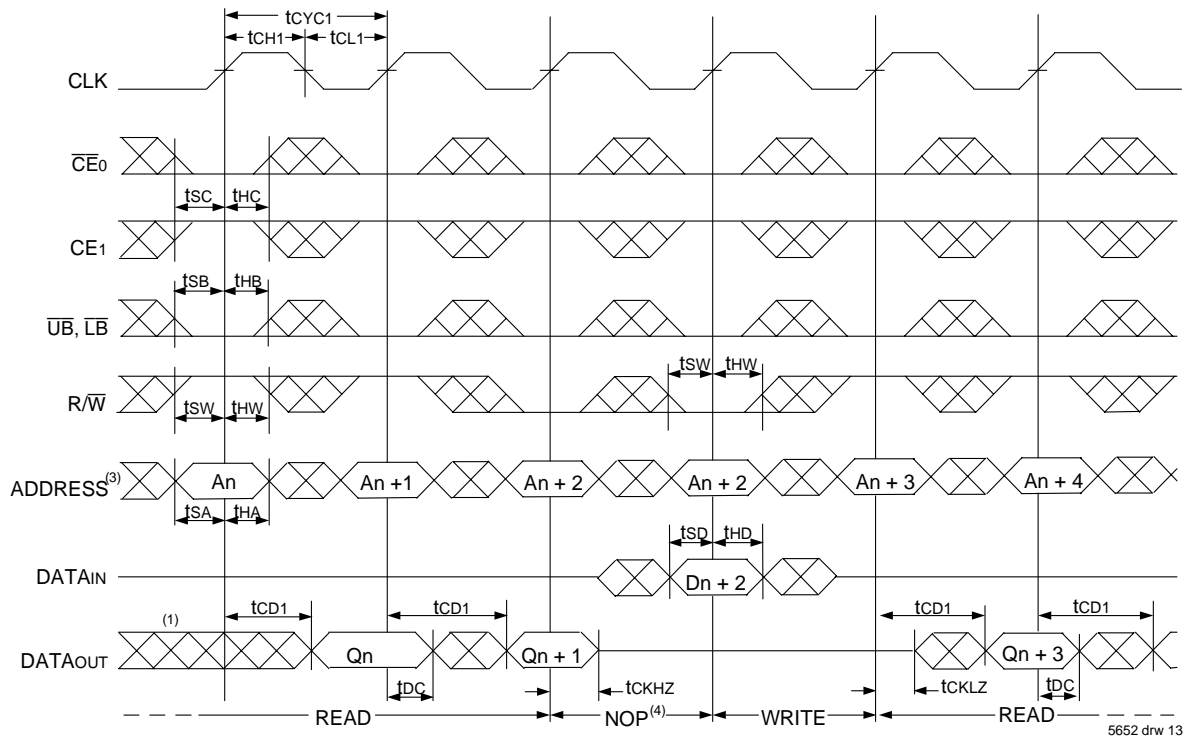 tCYC1
tCH1 tCL1
CLK
CE0
tSC tHC
CE1
tSB tHB
UB, LB
tSW tHW
R/W
tSW tHW
ADDRESS(3) An An +1 An + 2 An + 2 An + 3 An + 4
tSA tHA
tSD tHD
DATAIN Dn + 2
(1) tCD1 tCD1 tCD1 tCD1
DATAOUT Qn Qn + 1 Qn + 3
tDC tCKHZ tCKLZ tDC
READ NOP(4) WRITE READ
5652 drw 13